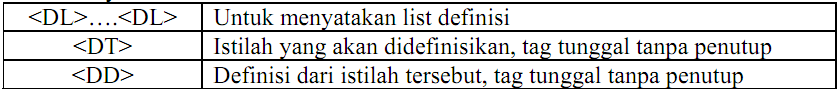 <DL>….<DL> Untuk menyatakan list definisi
<DT> Istilah yang akan didefinisikan, tag tunggal tanpa penutup
<DD> Definisi dari istilah tersebut, tag tunggal tanpa penutup